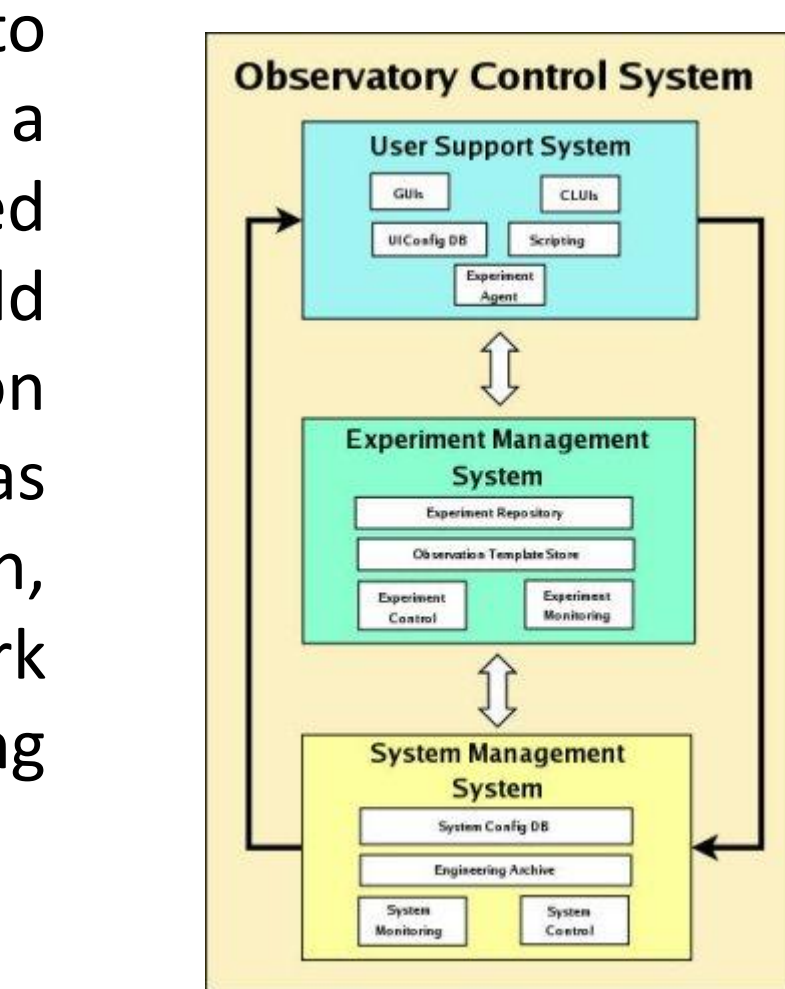 to
a
ed
ld
on
as
n,
rk
ng
Observatory Control System
User Support System
GUIs
CLUIs
UIConfig DB
Scripting
Experiment
Agent
Experiment Management
System
Experiment Repository
Observation Template Store
Experiment
Control
Experiment
Monitoring
System Management
System
System Config DB
Engineering Archive
System
Monitoring
System
Control